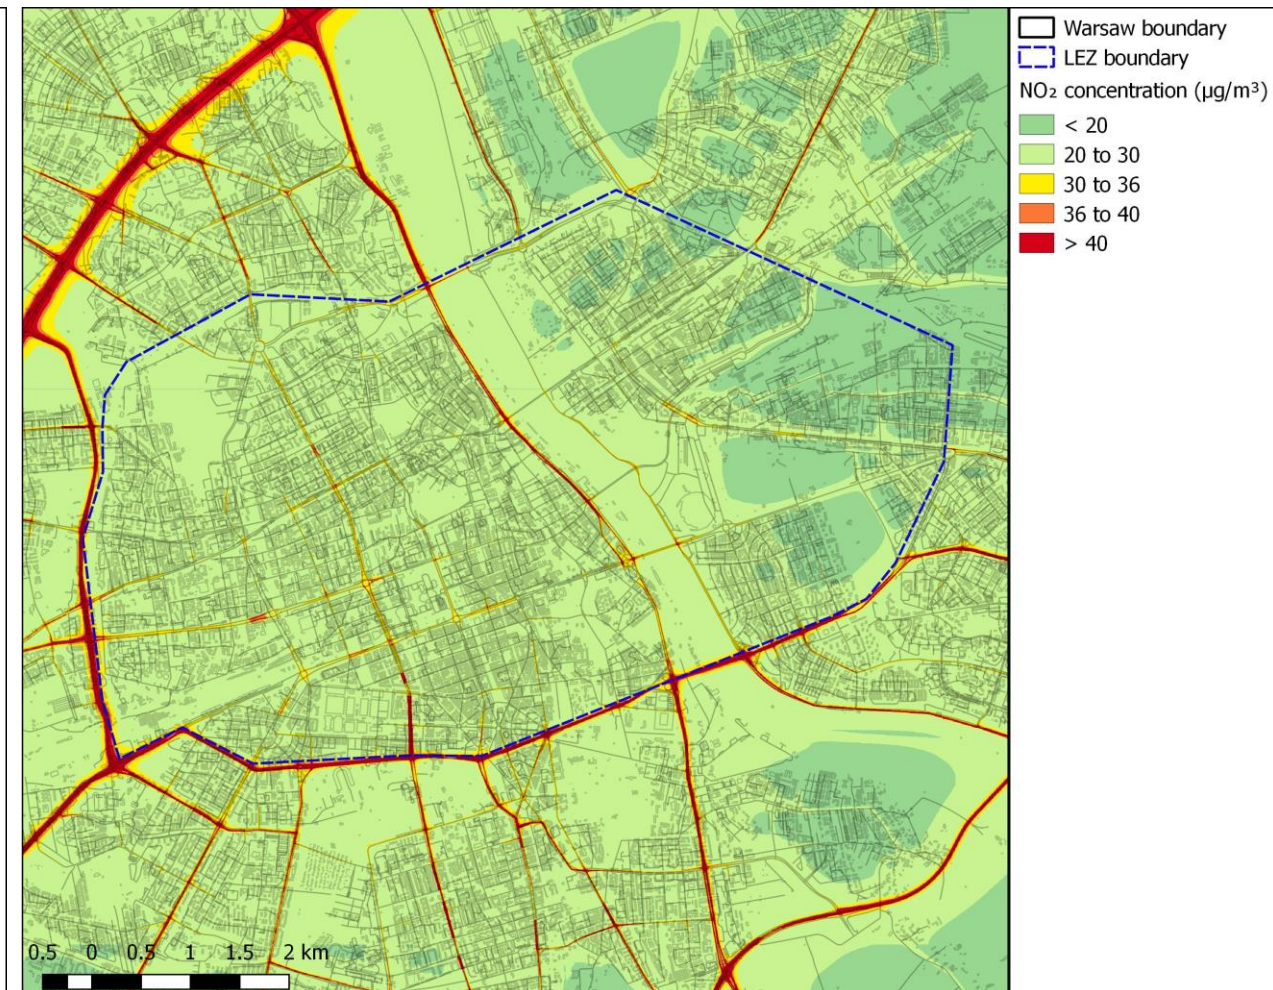 Warsaw boundary
LEZ boundary
NO₂ concentration (µg/m³)
< 20
20 to 30
30 to 36
36 to 40
> 40
0.5 0 0.5 1 1.5 2 km